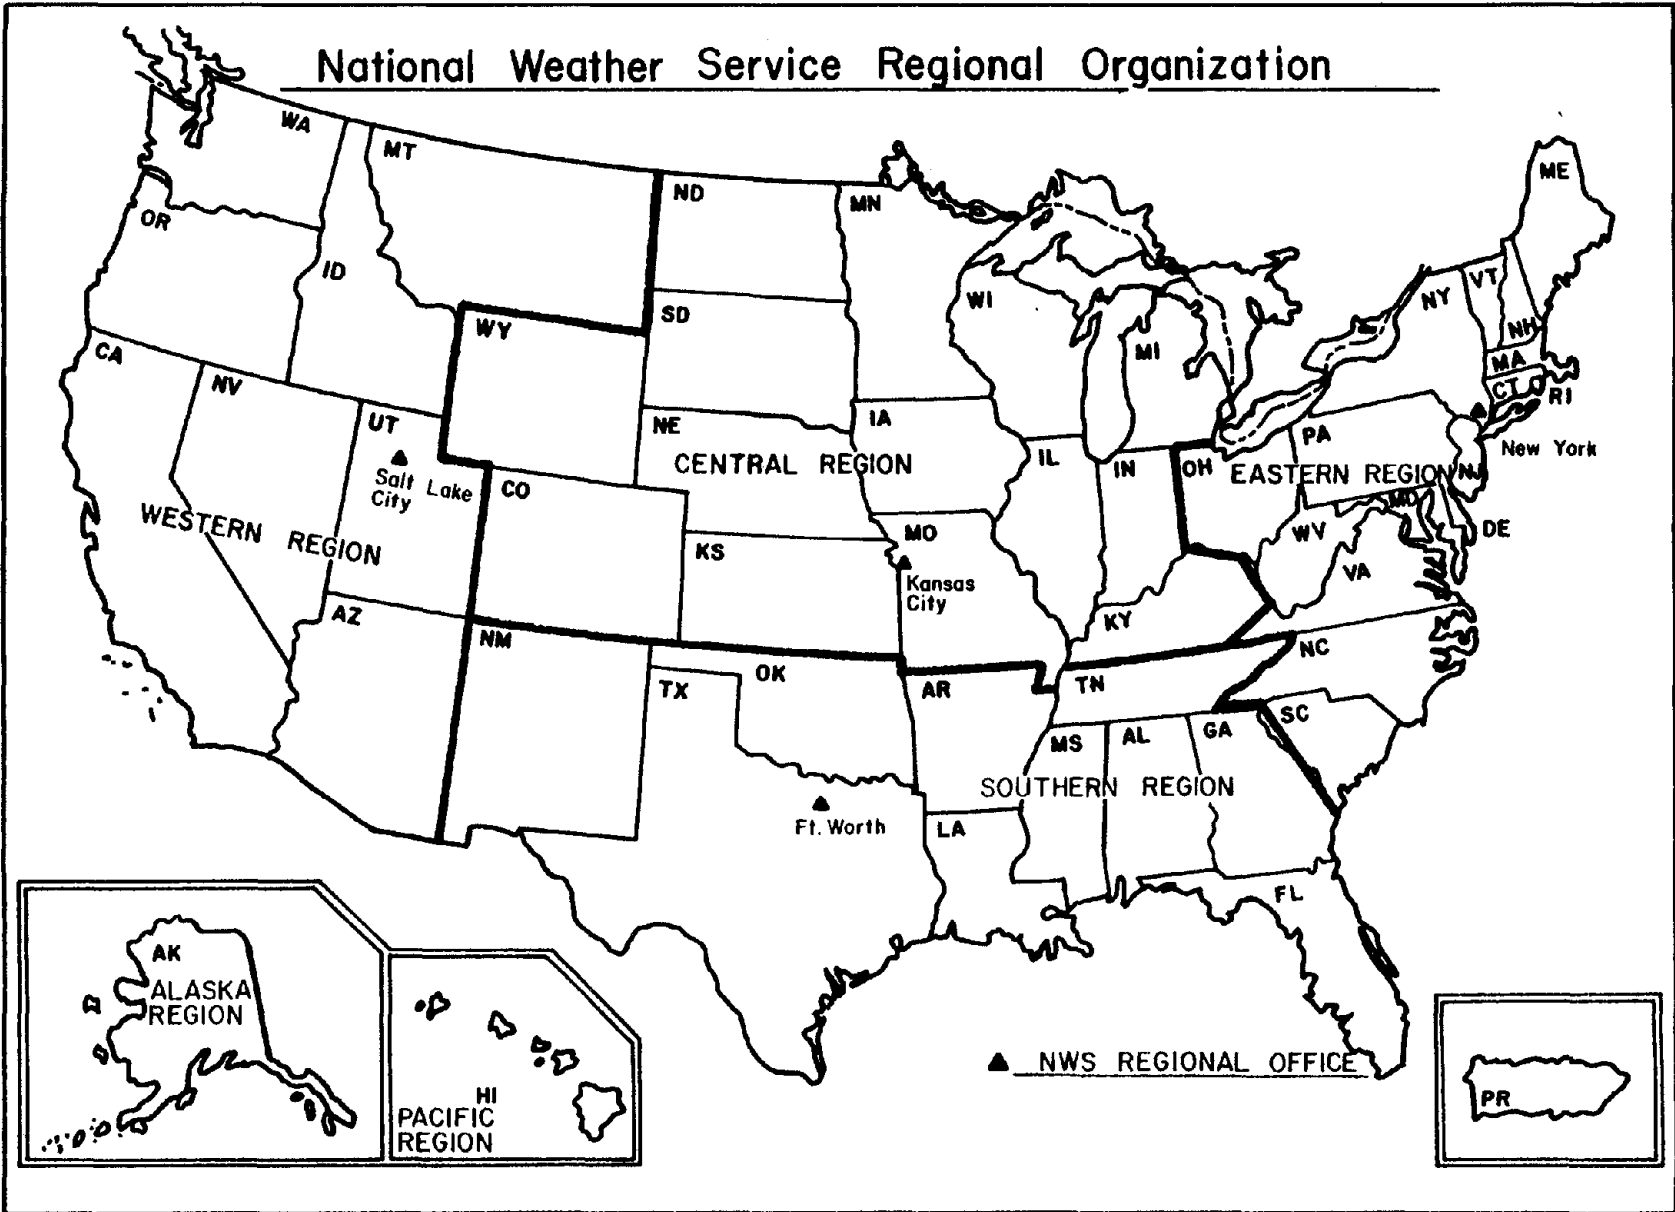 National Weather Service Regional Organization
WA
MT
ND
MN
ME
OR
ID
SD
WI
MI
NY
VT
NH
MA
CT
RI
WY
CA
NV
UT
NE
IA
Salt Lake
City
CENTRAL REGION
IL
IN
OH
PA
EASTERN REGION
NJ
New York
CO
WESTERN REGION
KS
MO
Kansas
City
WV
MD
DE
VA
KY
AZ
NM
OK
TX
AR
TN
NC
SC
MS
AL
GA
SOUTHERN REGION
Ft. Worth
LA
FL
AK
ALASKA
REGION
HI
PACIFIC
REGION
NWS REGIONAL OFFICE
PR